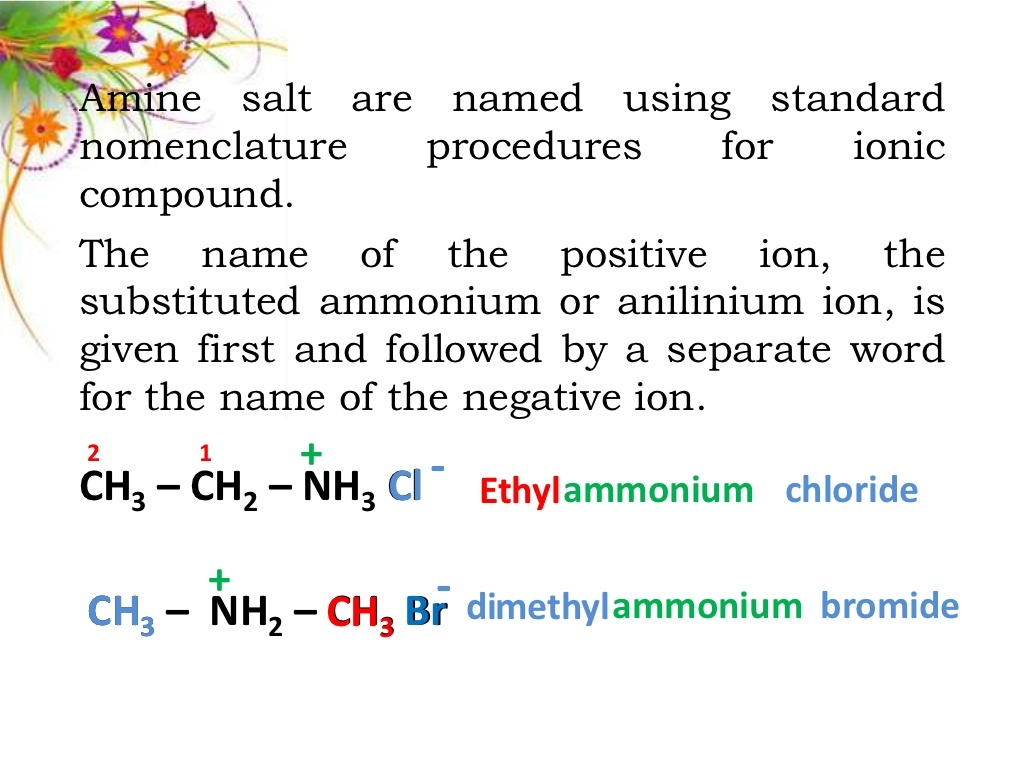 Amine salt are named using standard
nomenclature procedures for ionic
compound.
The name of the positive ion, the
substituted ammonium or anilinium ion, is
given first and followed by a separate word
for the name of the negative ion.
2 1 +
CH₃ – CH₂ – NH₃ Cl⁻ Ethylammonium chloride
+
CH₃ – NH₂ – CH₃ Br⁻ dimethylammonium bromide